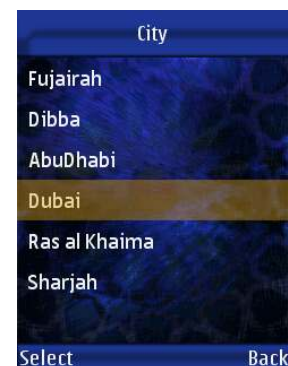 City
Fujairah
Dibba
AbuDhabi
Dubai
Ras al Khaima
Sharjah
Select Back